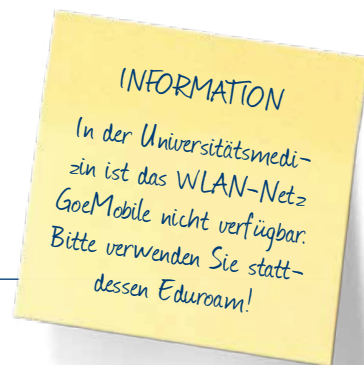 INFORMATION
In der Universitätsmedi-
zin ist das WLAN-Netz
GoeMobile nicht verfügbar.
Bitte verwenden Sie statt-
dessen Eduroam!